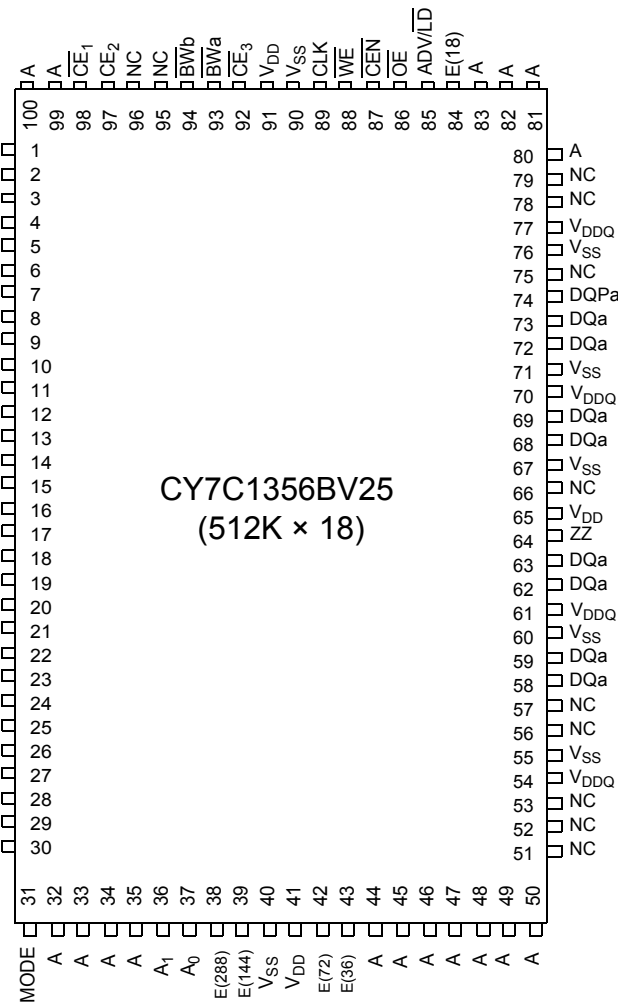 A A CE1 CE2 NC NC BWb BWa CE3 VDD VSS CLK WE CEN OE ADV/LD E(18) A A A
100 99 98 97 96 95 94 93 92 91 90 89 88 87 86 85 84 83 82 81
1
2
3
4
5
6
7
8
9
10
11
12
13
14
15
16
17
18
19
20
21
22
23
24
25
26
27
28
29
30
CY7C1356BV25
(512K × 18)
80 A
79 NC
78 NC
77 VDDQ
76 VSS
75 NC
74 DQPa
73 DQa
72 DQa
71 VSS
70 VDDQ
69 DQa
68 DQa
67 VSS
66 NC
65 VDD
64 ZZ
63 DQa
62 DQa
61 VDDQ
60 VSS
59 DQa
58 DQa
57 NC
56 NC
55 VSS
54 VDDQ
53 NC
52 NC
51 NC
31 32 33 34 35 36 37 38 39 40 41 42 43 44 45 46 47 48 49 50
MODE A A A A A1 A0 E(288) E(144) VSS VDD E(72) E(36) A A A A A A A